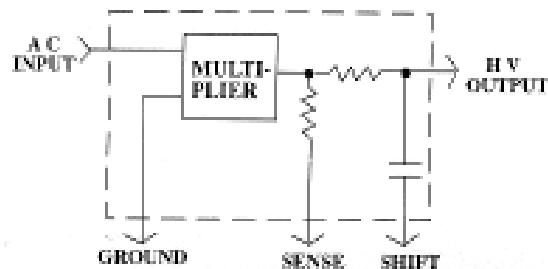 A C
INPUT
MULTI-
PLIER
H V
OUTPUT
GROUND
SENSE
SHIFT